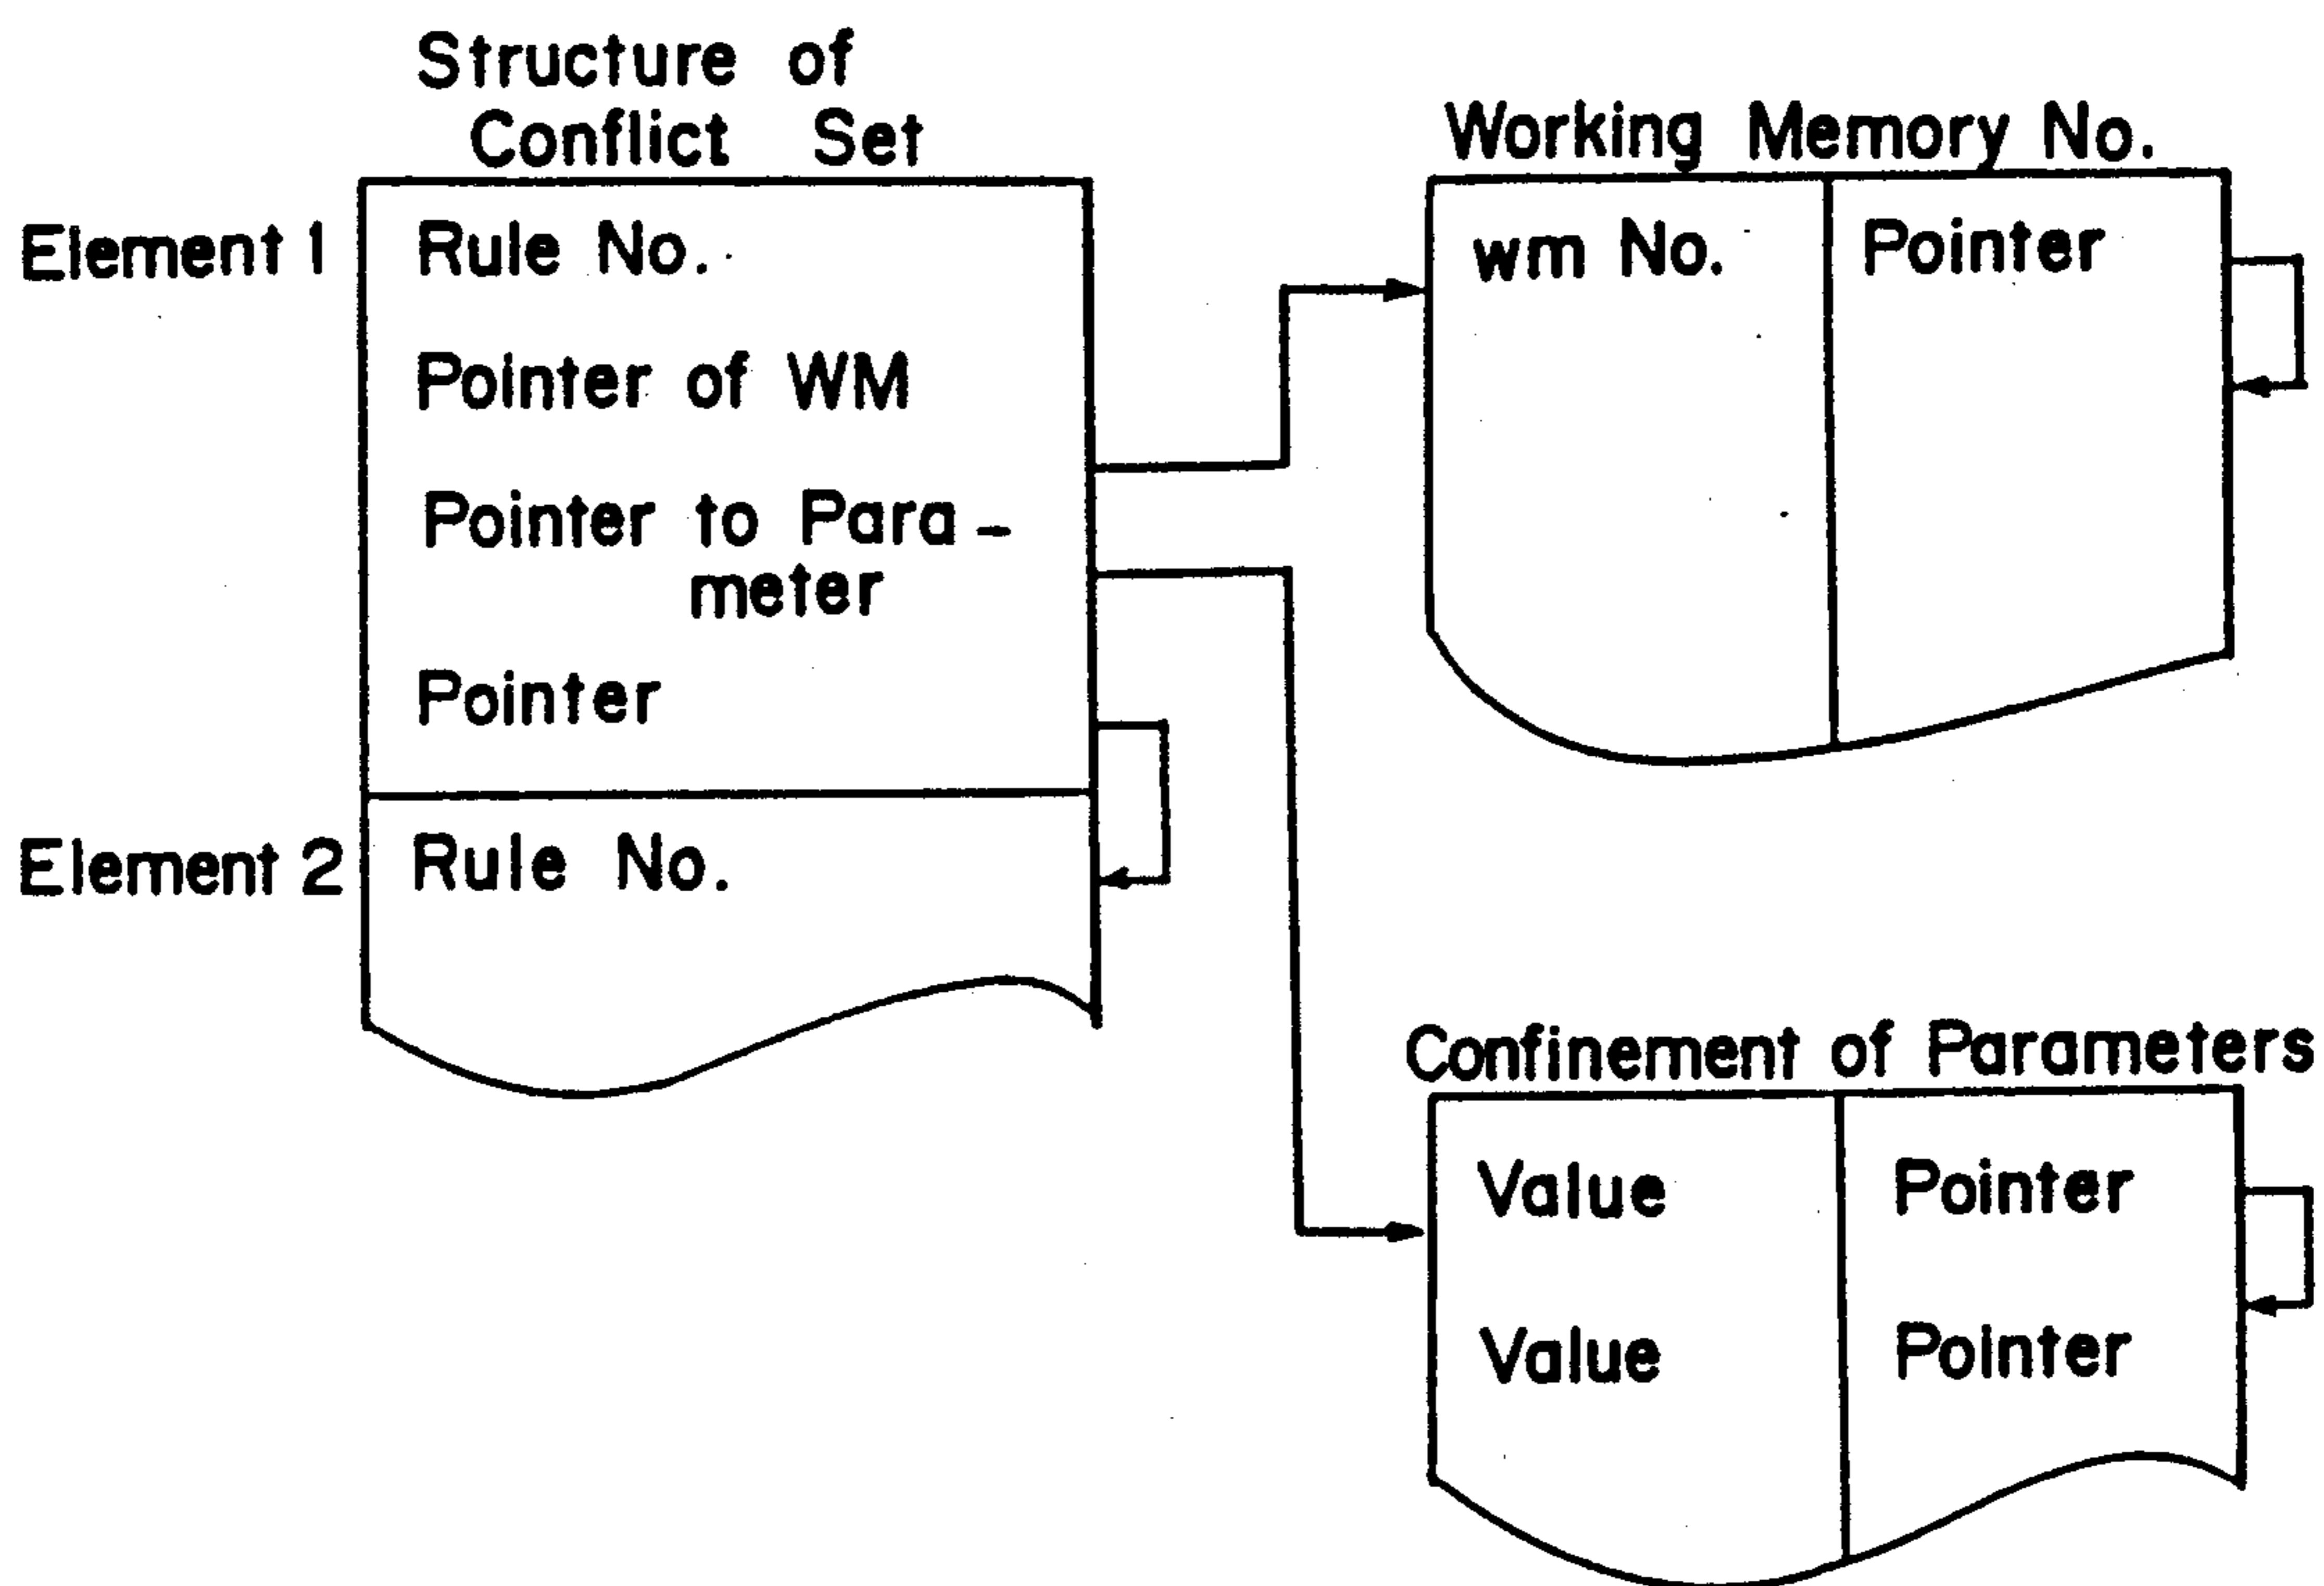 Structure of
Conflict Set
Element 1
Rule No.
Pointer of WM
Pointer to Para-
meter
Pointer
Element 2
Rule No.
Working Memory No.
wm No.
Pointer
Confinement of Parameters
Value
Pointer
Value
Pointer